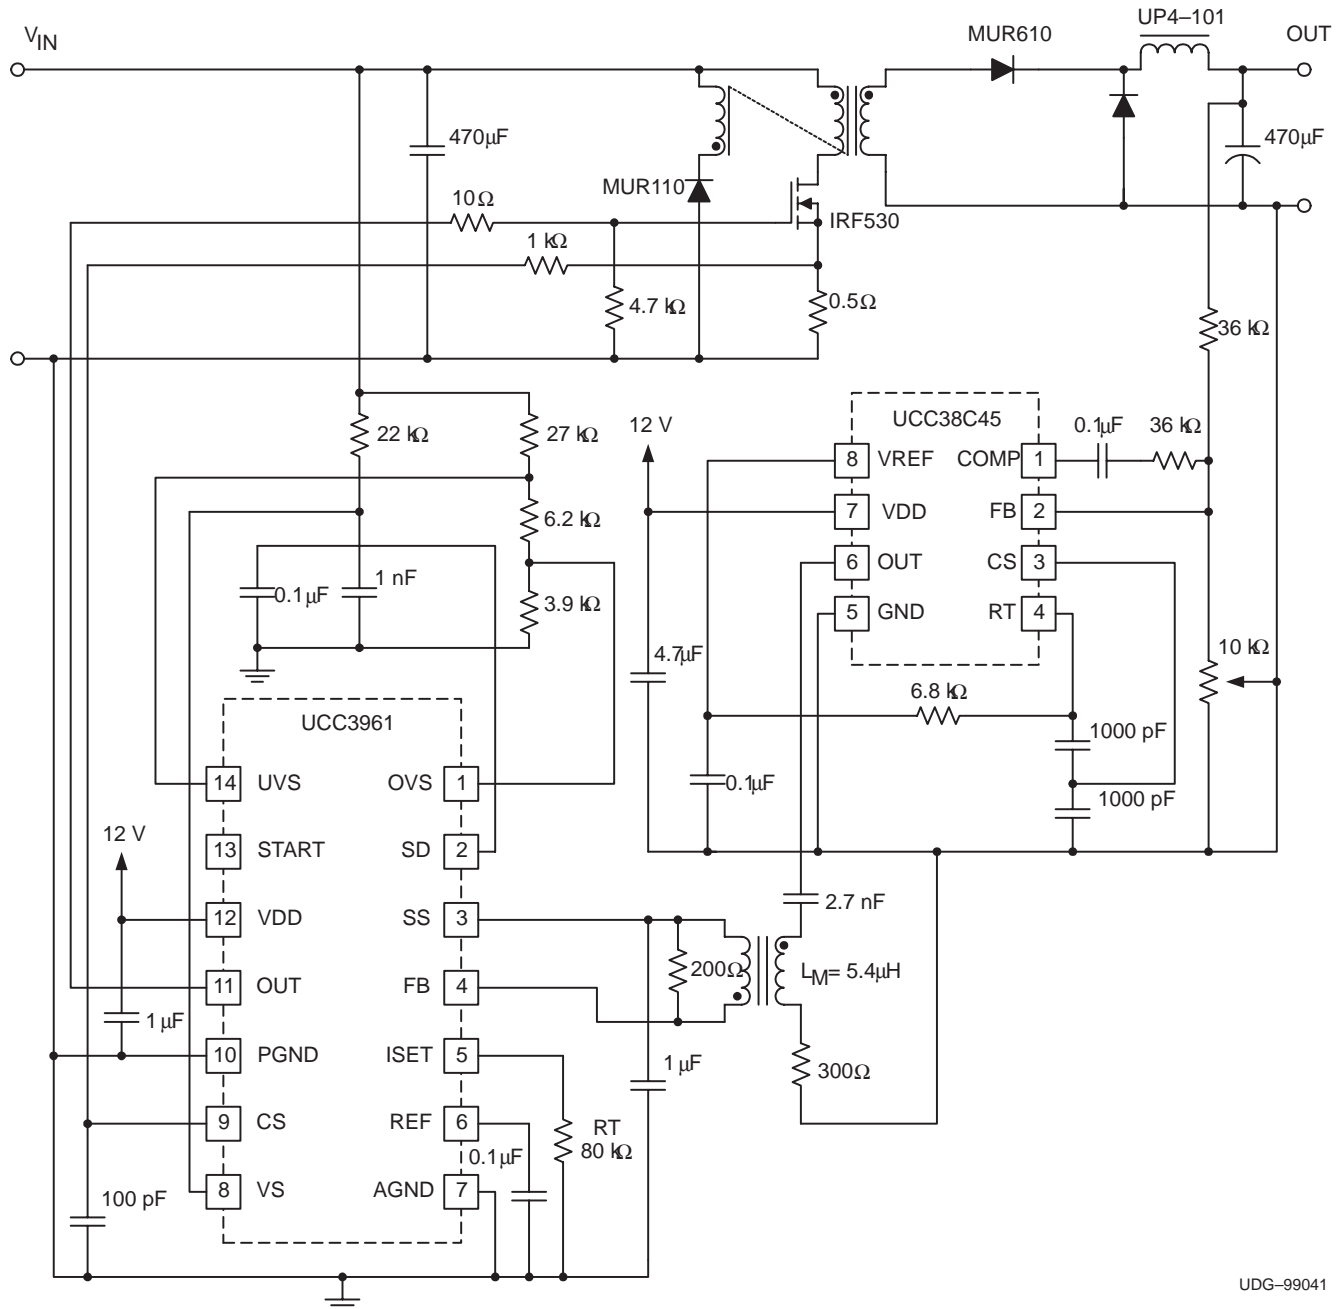 VIN
MUR610
UP4–101
OUT
470μF
MUR110
10Ω
1 kΩ
4.7 kΩ
IRF530
0.5Ω
470μF
36 kΩ
22 kΩ
27 kΩ
6.2 kΩ
0.1μF
1 nF
3.9 kΩ
12 V
UCC38C45
8 VREF COMP 1
7 VDD FB 2
6 OUT CS 3
5 GND RT 4
0.1μF
36 kΩ
4.7μF
6.8 kΩ
10 kΩ
1000 pF
0.1μF
1000 pF
UCC3961
14 UVS OVS 1
13 START SD 2
12 VDD SS 3
11 OUT FB 4
10 PGND ISET 5
9 CS REF 6
8 VS AGND 7
12 V
1 μF
100 pF
2.7 nF
200Ω
LM= 5.4μH
300Ω
1 μF
RT
80 kΩ
0.1μF
UDG–99041